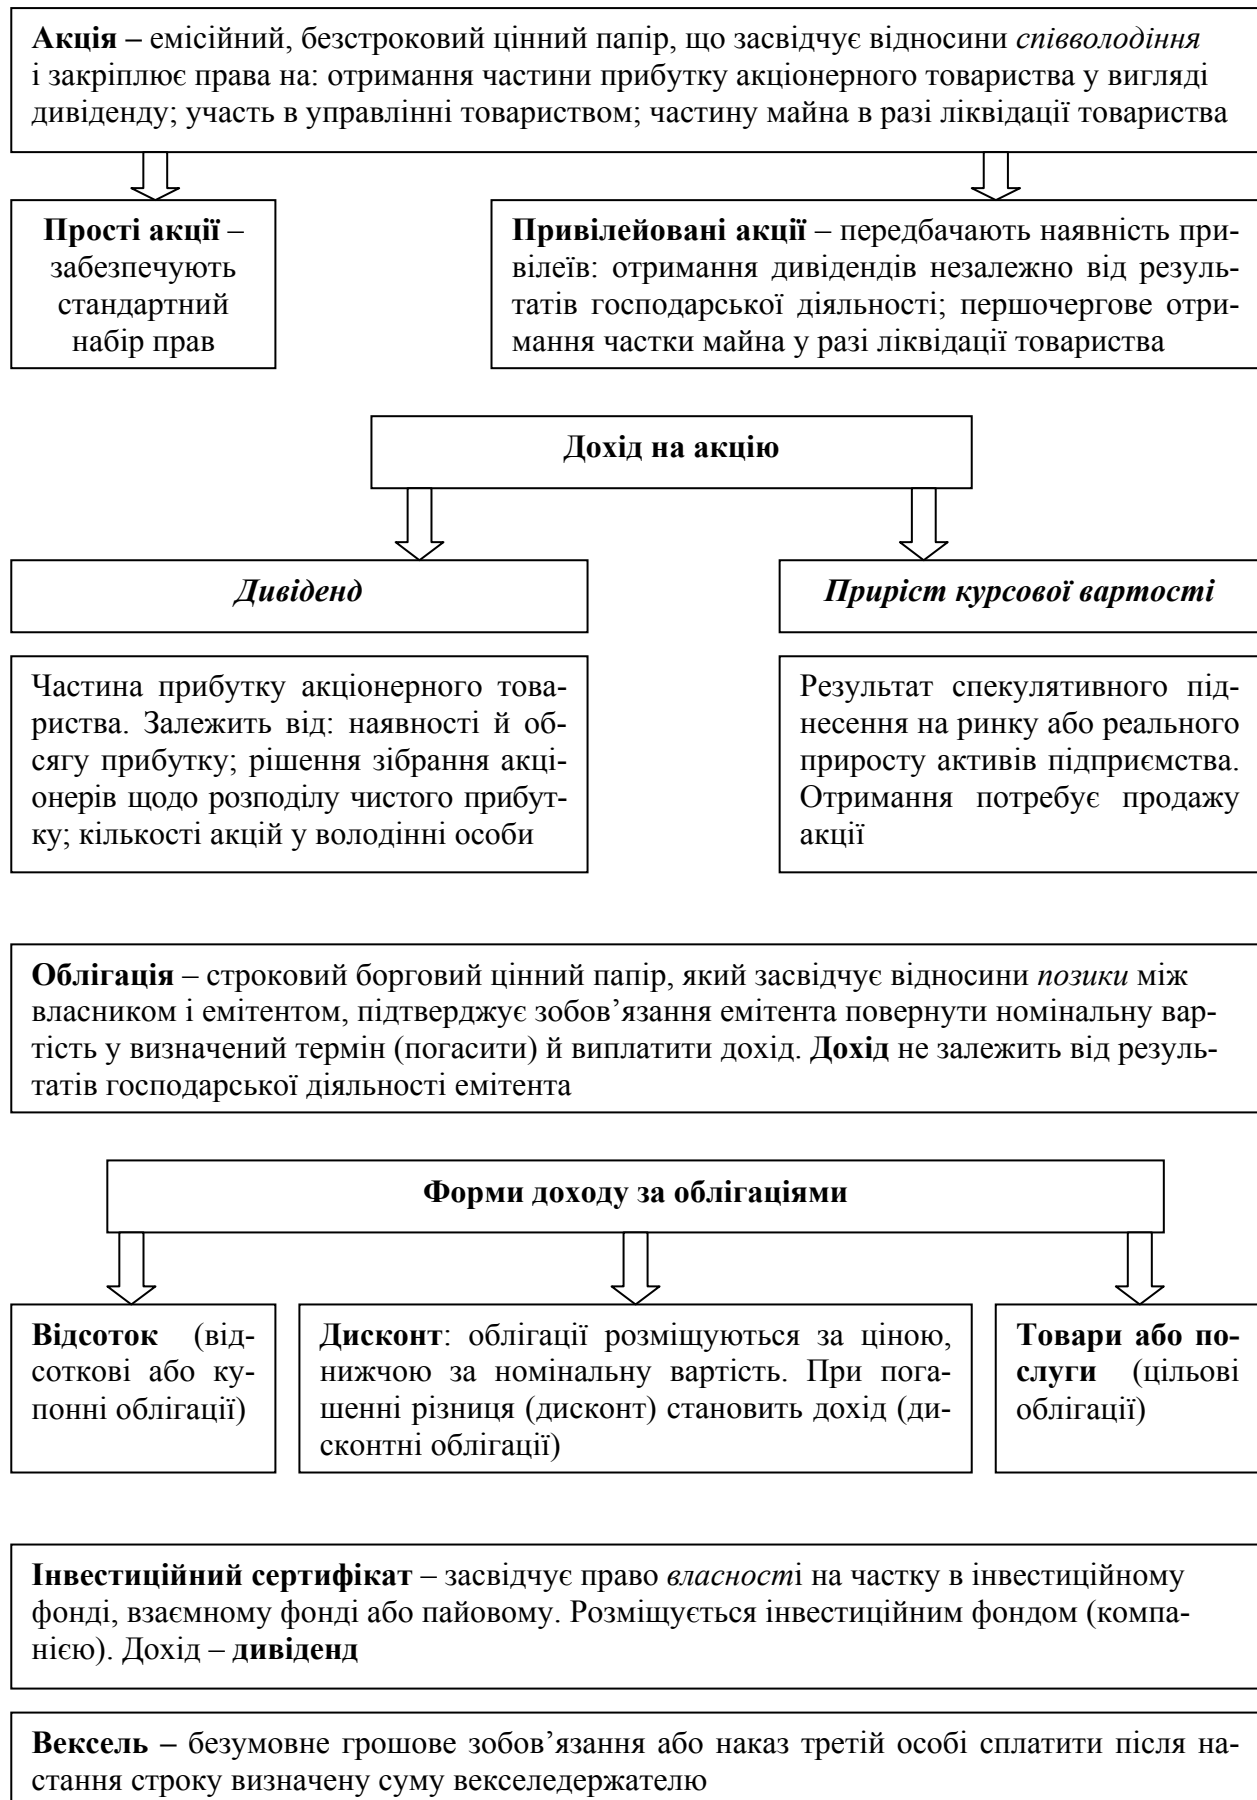 Акція – емісійний, безстроковий цінний папір, що засвідчує відносини співволодіння
і закріплює права на: отримання частини прибутку акціонерного товариства у вигляді
дивіденду; участь в управлінні товариством; частину майна в разі ліквідації товариства
Прості акції –
забезпечують
стандартний
набір прав
Привілейовані акції – передбачають наявність при-
вілеїв: отримання дивідендів незалежно від резуль-
татів господарської діяльності; першочергове отри-
мання частки майна у разі ліквідації товариства
Дохід на акцію
Дивіденд
Приріст курсової вартості
Частина прибутку акціонерного това-
риства. Залежить від: наявності й об-
сягу прибутку; рішення зібрання акці-
онерів щодо розподілу чистого прибут-
ку; кількості акцій у володінні особи
Результат спекулятивного під-
несення на ринку або реального
приросту активів підприємства.
Отримання потребує продажу
акції
Облігація – строковий борговий цінний папір, який засвідчує відносини позики між
власником і емітентом, підтверджує зобов’язання емітента повернути номінальну вар-
тість у визначений термін (погасити) й виплатити дохід. Дохід не залежить від резуль-
татів господарської діяльності емітента
Форми доходу за облігаціями
Відсоток (від-
соткові або ку-
понні облігації)
Дисконт: облігації розміщуються за ціною,
нижчою за номінальну вартість. При пога-
шенні різниця (дисконт) становить дохід (ди-
сконтні облігації)
Товари або по-
слуги (цільові
облігації)
Інвестиційний сертифікат – засвідчує право власності на частку в інвестиційному
фонді, взаємному фонді або пайовому. Розміщується інвестиційним фондом (компа-
нією). Дохід – дивіденд
Вексель – безумовне грошове зобов’язання або наказ третій особі сплатити після на-
стання строку визначену суму векселедержателю